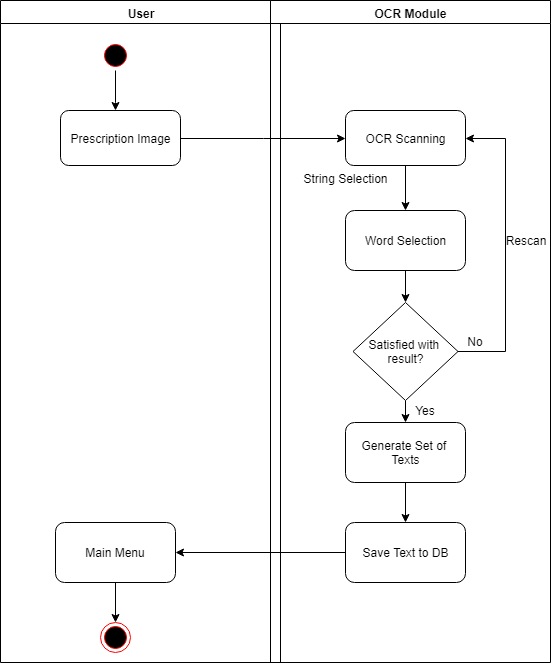 User
OCR Module
Prescription Image
OCR Scanning
String Selection
Word Selection
Rescan
Satisfied with
result?
No
Yes
Generate Set of
Texts
Main Menu
Save Text to DB